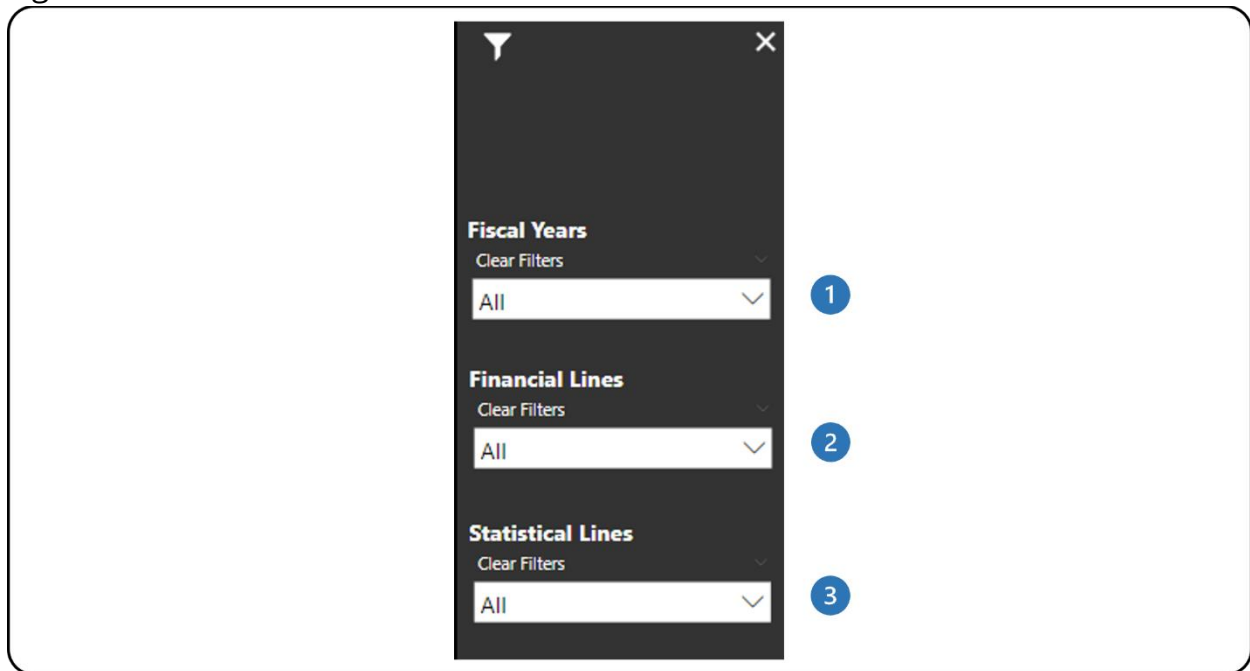 Fiscal Years
Clear Filters
All
1
Financial Lines
Clear Filters
All
2
Statistical Lines
Clear Filters
All
3